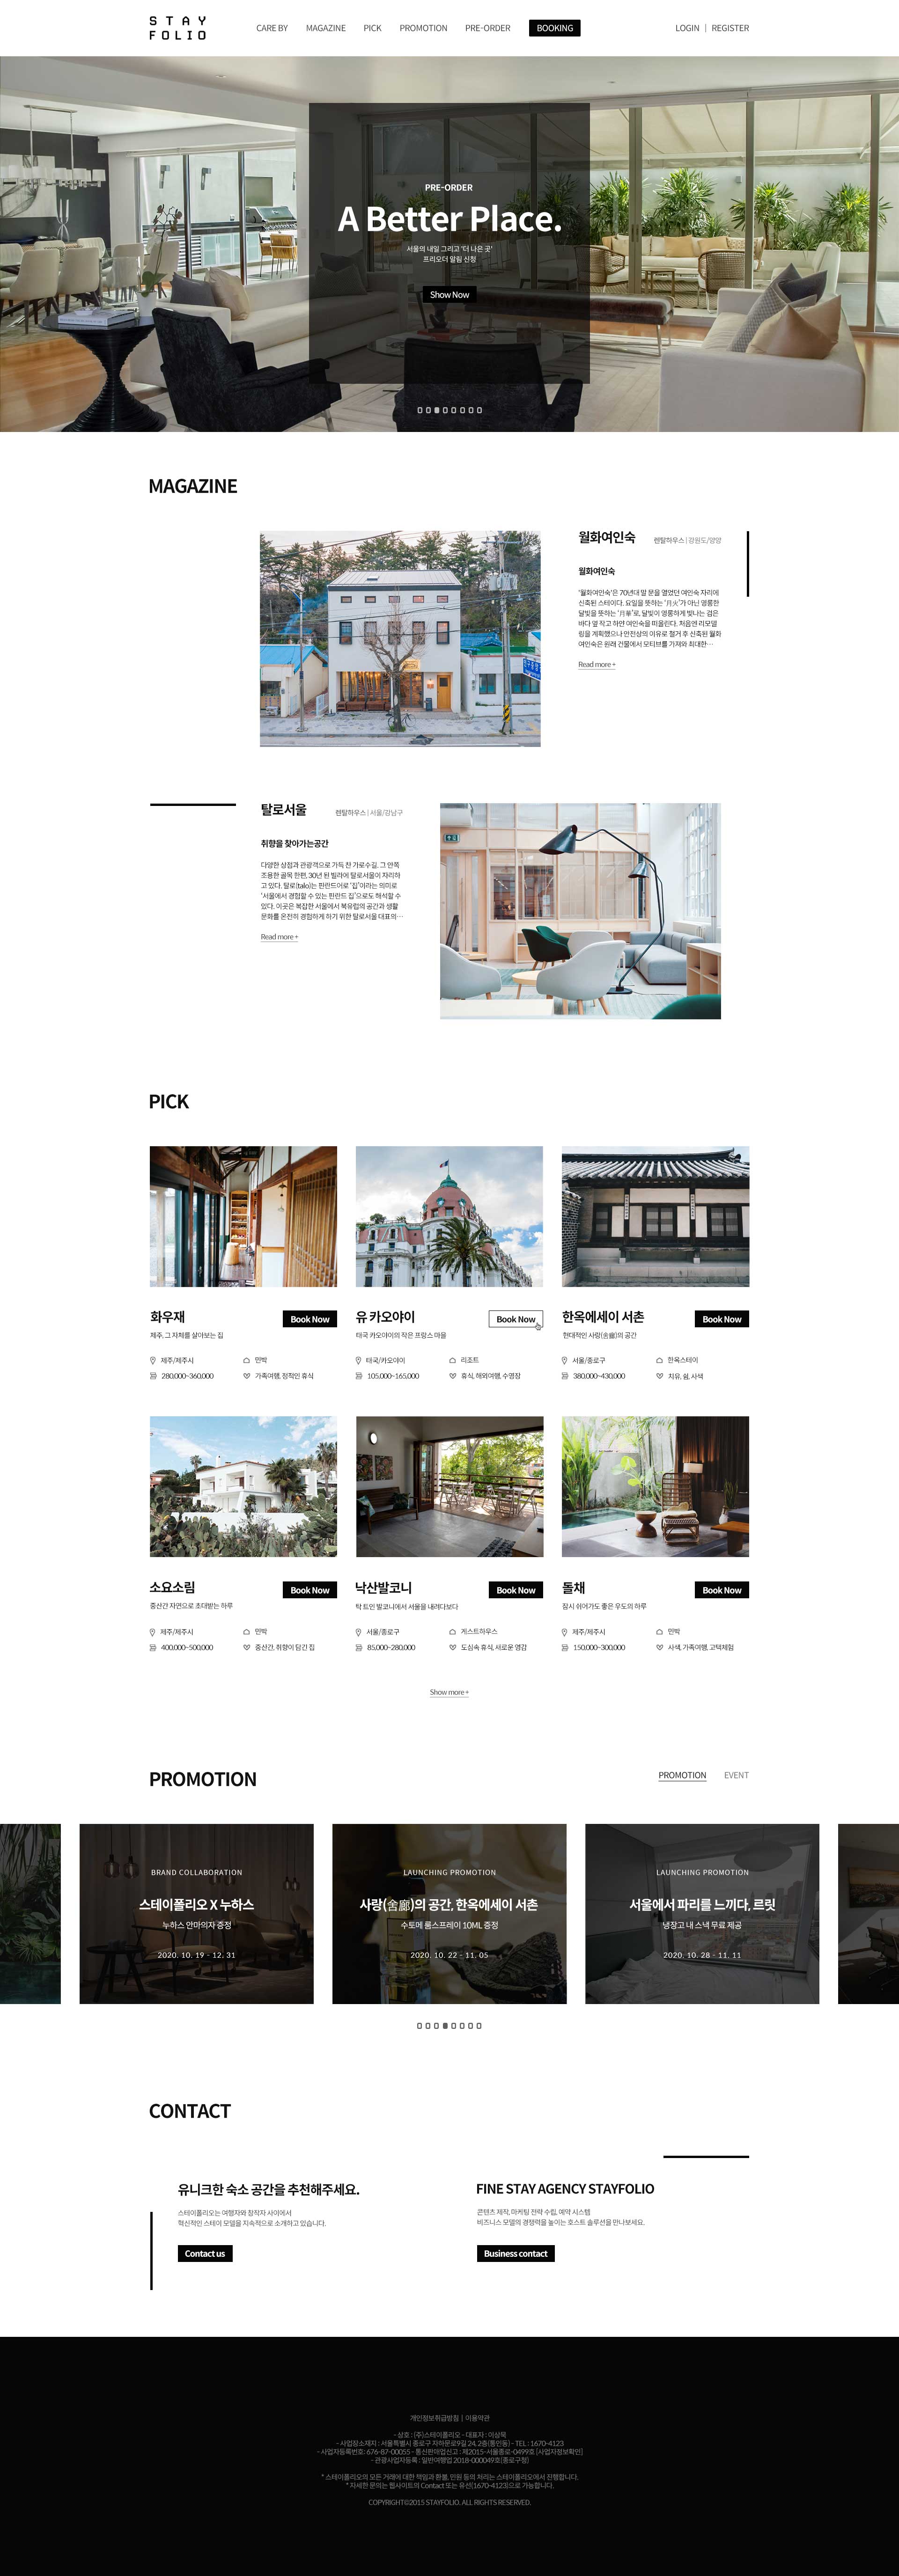 STAY
FOLIO
CARE BY
MAGAZINE
PICK
PROMOTION
PRE-ORDER
BOOKING
LOGIN | REGISTER
PRE-ORDER
A Better Place.
서울의 내일 그리고 '더 나은 곳'
프리오더 알림 신청
Show Now
MAGAZINE
월화여인숙
렌탈하우스 | 강원도/양양
월화여인숙
'월화여인숙'은 70년대 말 문을 열었던 여인숙 자리에
신축된 스테이다. 요일을 뜻하는 '月火'가 아닌 영롱한
달빛을 뜻하는 '月華'로, 달빛이 영롱하게 빛나는 검은
바다 앞 작고 하얀 여인숙을 떠올린다. 처음엔 리모델
링을 계획했으나 안전상의 이유로 철거 후 신축된 월화
여인숙은 원래 건물에서 모티브를 가져와 최대한…
Read more +
탈로서울
렌탈하우스 | 서울/강남구
취향을 찾아가는공간
다양한 상점과 관광객으로 가득 찬 가로수길. 그 안쪽
조용한 골목 한편, 30년 된 빌라에 탈로서울이 자리하
고 있다. 탈로(talo)는 핀란드어로 '집'이라는 의미로
'서울에서 경험할 수 있는 핀란드 집'으로도 해석할 수
있다. 이곳은 복잡한 서울에서 북유럽의 공간과 생활
문화를 온전히 경험하게 하기 위한 탈로서울 대표의…
Read more +
PICK
화우재
Book Now
제주, 그 자체를 살아보는 집
제주/제주시
민박
280,000~360,000
가족여행, 정적인 휴식
유 카오야이
Book Now
태국 카오야이의 작은 프랑스 마을
태국/카오야이
리조트
105,000~165,000
휴식, 해외여행, 수영장
한옥에세이 서촌
Book Now
현대적인 사랑(舍廊)의 공간
서울/종로구
한옥스테이
380,000~430,000
치유, 쉼, 사색
소요소림
Book Now
중산간 자연으로 초대받는 하루
제주/제주시
민박
400,000~500,000
중산간, 취향이 담긴 집
낙산발코니
Book Now
탁 트인 발코니에서 서울을 내려다보다
서울/종로구
게스트하우스
85,000~280,000
도심속 휴식, 새로운 영감
돌채
Book Now
잠시 쉬어가도 좋은 우도의 하루
제주/제주시
민박
150,000~300,000
사색, 가족여행, 고택체험
Show more +
PROMOTION
PROMOTION
EVENT
BRAND COLLABORATION
스테이폴리오 X 누하스
누하스 안마의자 증정
2020. 10. 19 - 12. 31
LAUNCHING PROMOTION
사랑(舍廊)의 공간, 한옥에세이 서촌
수토메 룸스프레이 10ML 증정
2020. 10. 22 - 11. 05
LAUNCHING PROMOTION
서울에서 파리를 느끼다, 르릿
냉장고 내 스낵 무료 제공
2020. 10. 28 - 11. 11
CONTACT
유니크한 숙소 공간을 추천해주세요.
스테이폴리오는 여행자와 창작자 사이에서
혁신적인 스테이 모델을 지속적으로 소개하고 있습니다.
Contact us
FINE STAY AGENCY STAYFOLIO
콘텐츠 제작, 마케팅 전략 수립, 예약 시스템,
비즈니스 모델의 경쟁력을 높이는 호스트 솔루션을 만나보세요.
Business contact
개인정보취급방침 | 이용약관
- 상호 : (주)스테이폴리오 - 대표자 : 이상묵
- 사업장소재지 : 서울특별시 종로구 자하문로9길 24, 2층(통인동) - TEL : 1670-4123
- 사업자등록번호: 676-87-00055 - 통신판매업신고 : 제2015-서울종로-0499호 [사업자정보확인]
- 관광사업자등록 : 일반여행업 2018-000049호(종로구청)
* 스테이폴리오의 모든 거래에 대한 책임과 환불, 민원 등의 처리는 스테이폴리오에서 진행합니다.
* 자세한 문의는 웹사이트의 Contact 또는 유선(1670-4123)으로 가능합니다.
COPYRIGHT©2015 STAYFOLIO. ALL RIGHTS RESERVED.